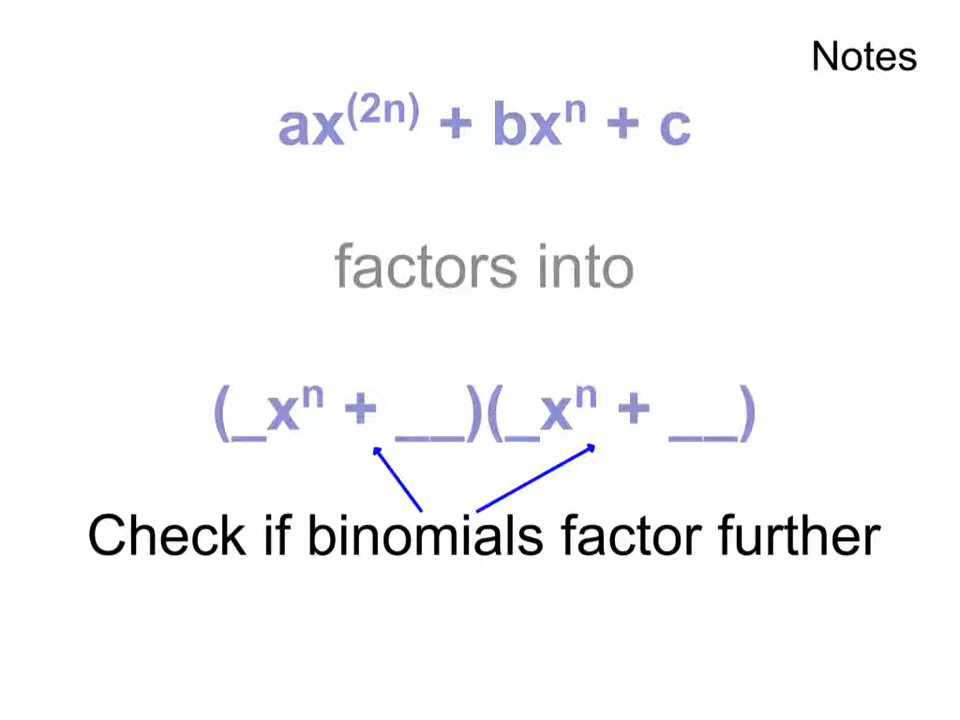 Notes
ax⁽²ⁿ⁾ + bxⁿ + c
factors into
(_xⁿ + __)(_xⁿ + __)
Check if binomials factor further